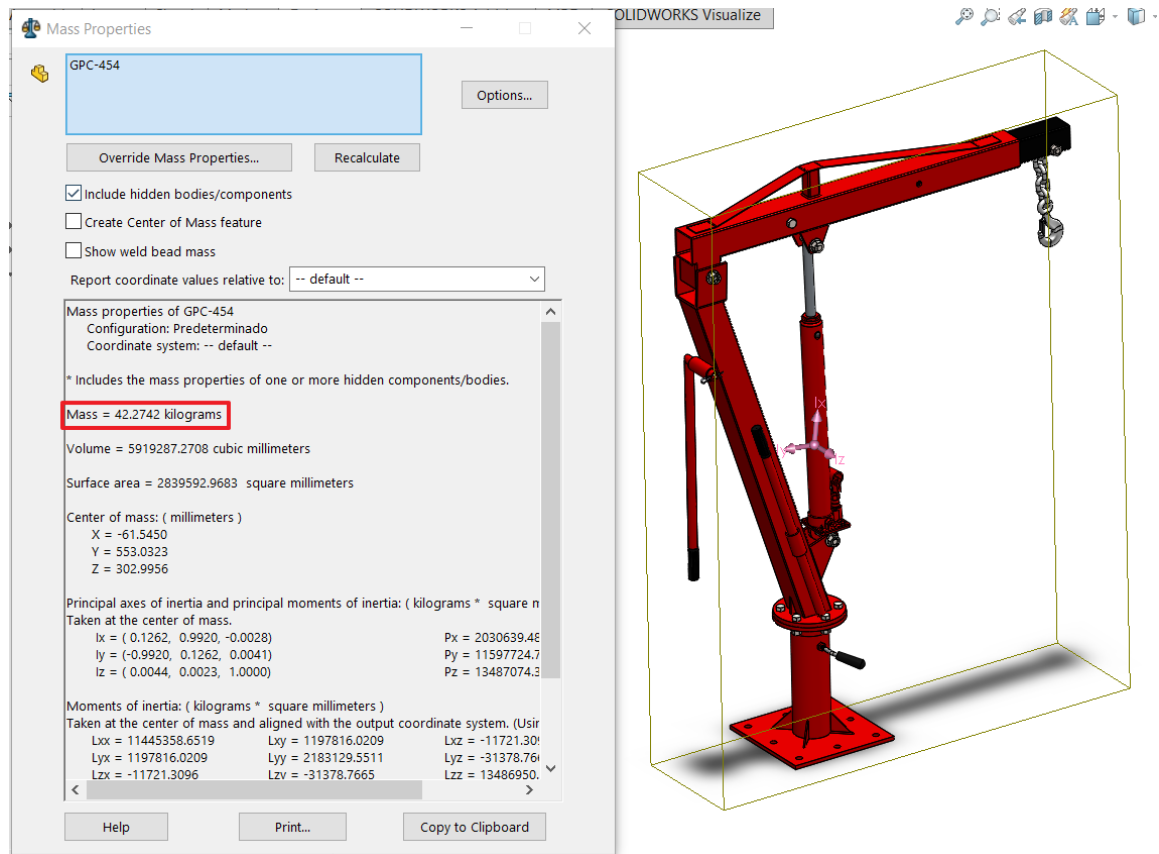 Mass Properties
OLIDWORKS Visualize
GPC-454
Options...
Override Mass Properties...
Recalculate
Include hidden bodies/components
Create Center of Mass feature
Show weld bead mass
Report coordinate values relative to: -- default --
Mass properties of GPC-454
Configuration: Predeterminado
Coordinate system: -- default --
* Includes the mass properties of one or more hidden components/bodies.
Mass = 42.2742 kilograms
Volume = 5919287.2708 cubic millimeters
Surface area = 2839592.9683 square millimeters
Center of mass: ( millimeters )
X = -61.5450
Y = 553.0323
Z = 302.9956
Principal axes of inertia and principal moments of inertia: ( kilograms * square m
Taken at the center of mass.
Ix = ( 0.1262, 0.9920, -0.0028) Px = 2030639.48
Iy = (-0.9920, 0.1262, 0.0041) Py = 11597724.7
Iz = ( 0.0044, 0.0023, 1.0000) Pz = 13487074.3
Moments of inertia: ( kilograms * square millimeters )
Taken at the center of mass and aligned with the output coordinate system. (Usir
Lxx = 11445358.6519 Lxy = 1197816.0209 Lxz = -11721.309
Lyx = 1197816.0209 Lyy = 2183129.5511 Lyz = -31378.766
Lzx = -11721.3096 Lzy = -31378.7665 Lzz = 13486950.
Help
Print...
Copy to Clipboard
Ix
Iy
Iz